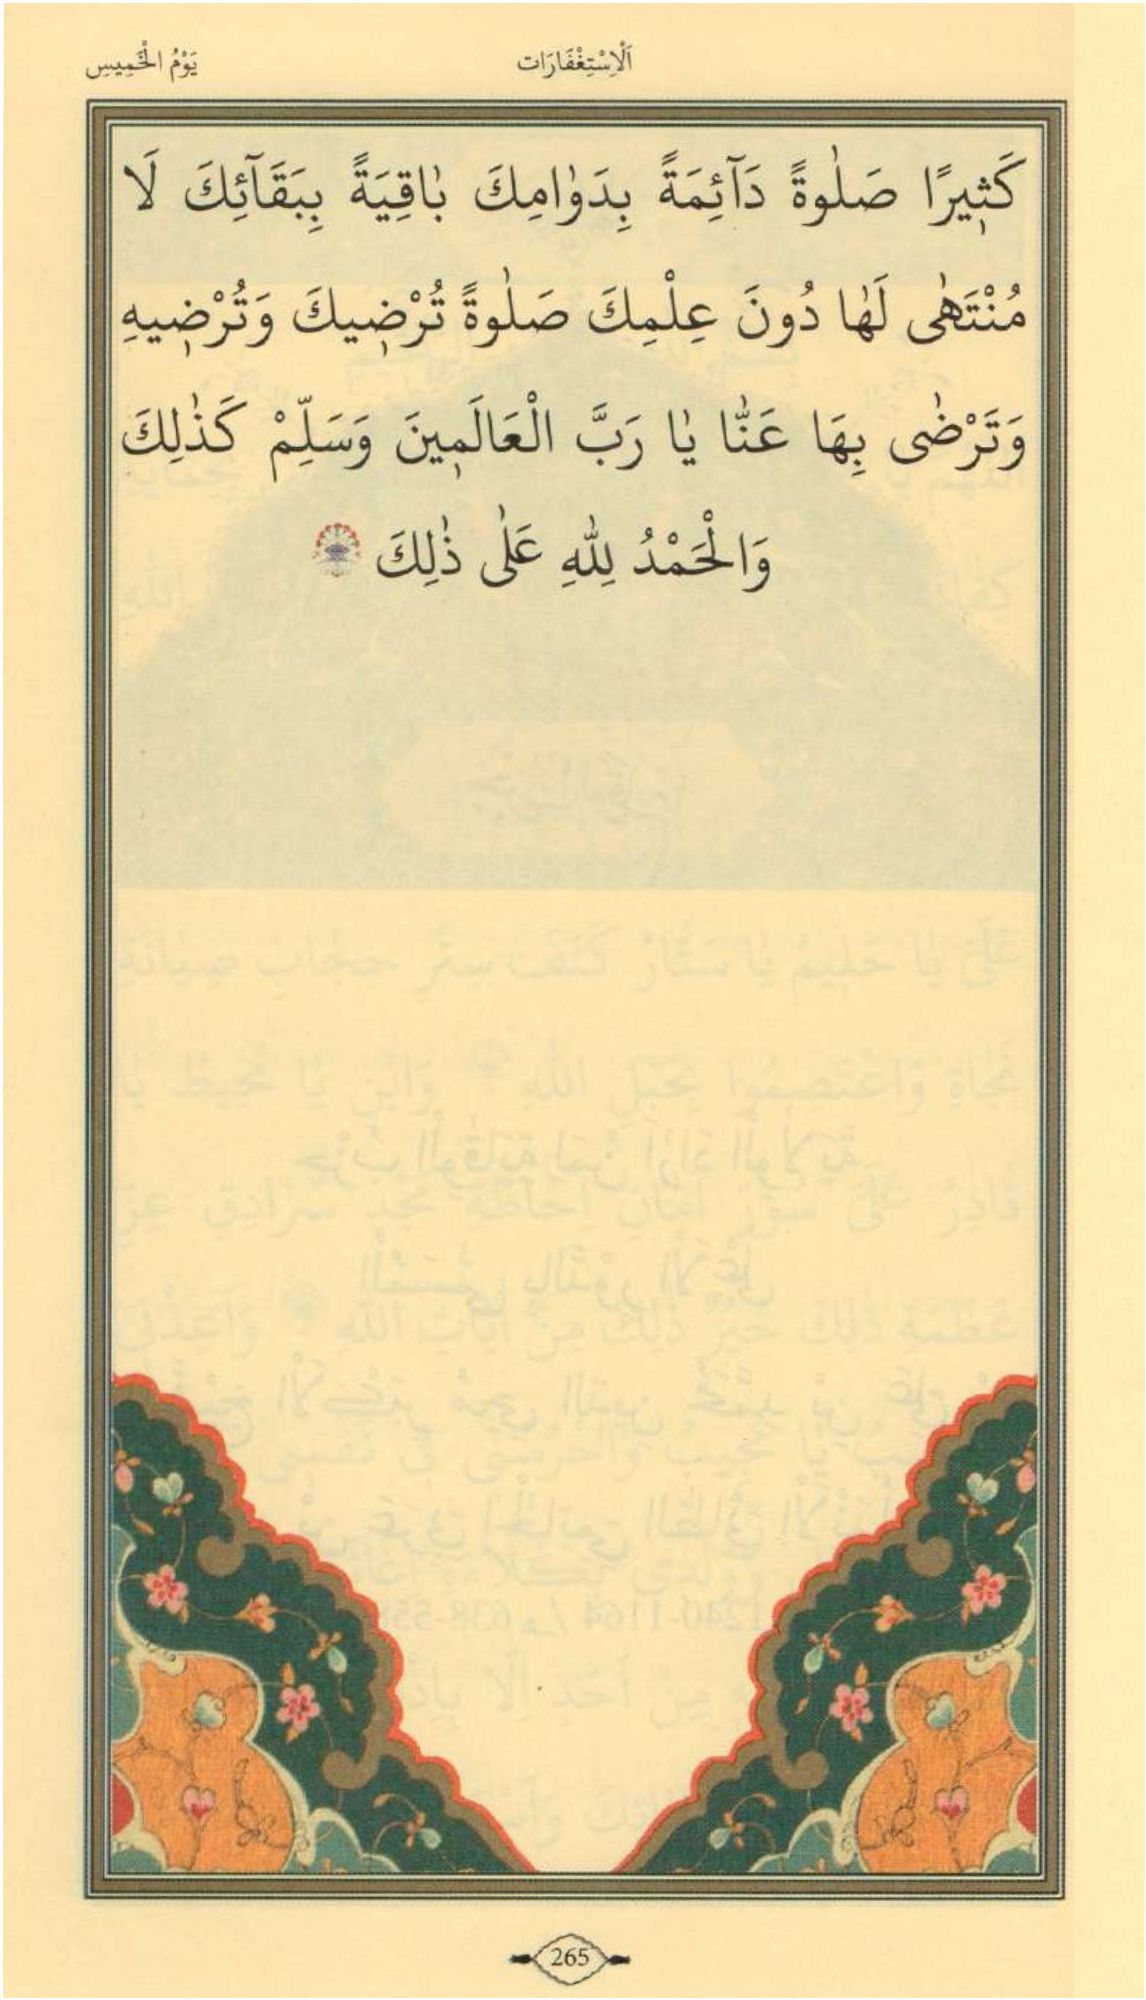 اَلْاِسْتِغْفَارَات
يَوْمُ الْخَمِيسِ
كَثٖيرًا صَلٰوةً دَآئِمَةً بِدَوٰامِكَ بٰاقِيَةً بِبَقَآئِكَ لَا
مُنْتَهٰى لَهٰا دُونَ عِلْمِكَ صَلٰوةً تُرْضٖيكَ وَتُرْضٖيهِ
وَتَرْضٰى بِهَا عَنّٰا يٰا رَبَّ الْعَالَمٖينَ وَسَلِّمْ كَذٰلِكَ
وَالْحَمْدُ لِلّٰهِ عَلٰى ذٰلِكَ
265